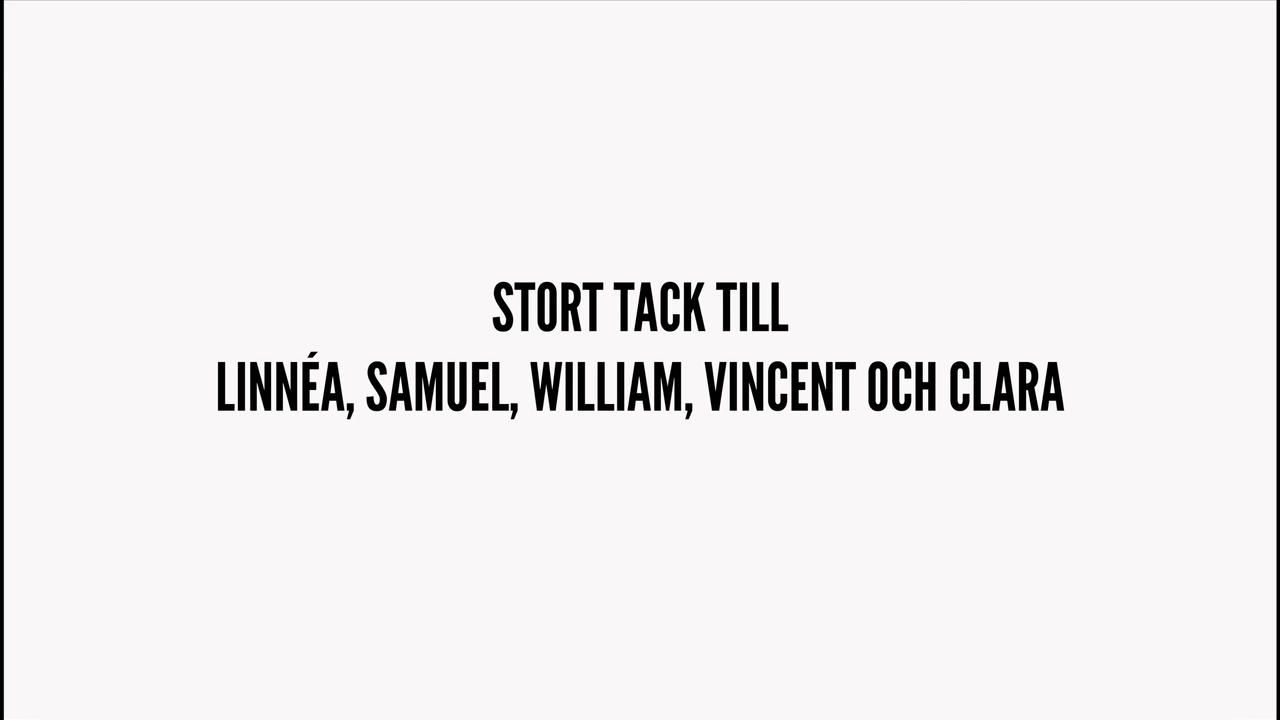 STORT TACK TILL
LINNÉA, SAMUEL, WILLIAM, VINCENT OCH CLARA